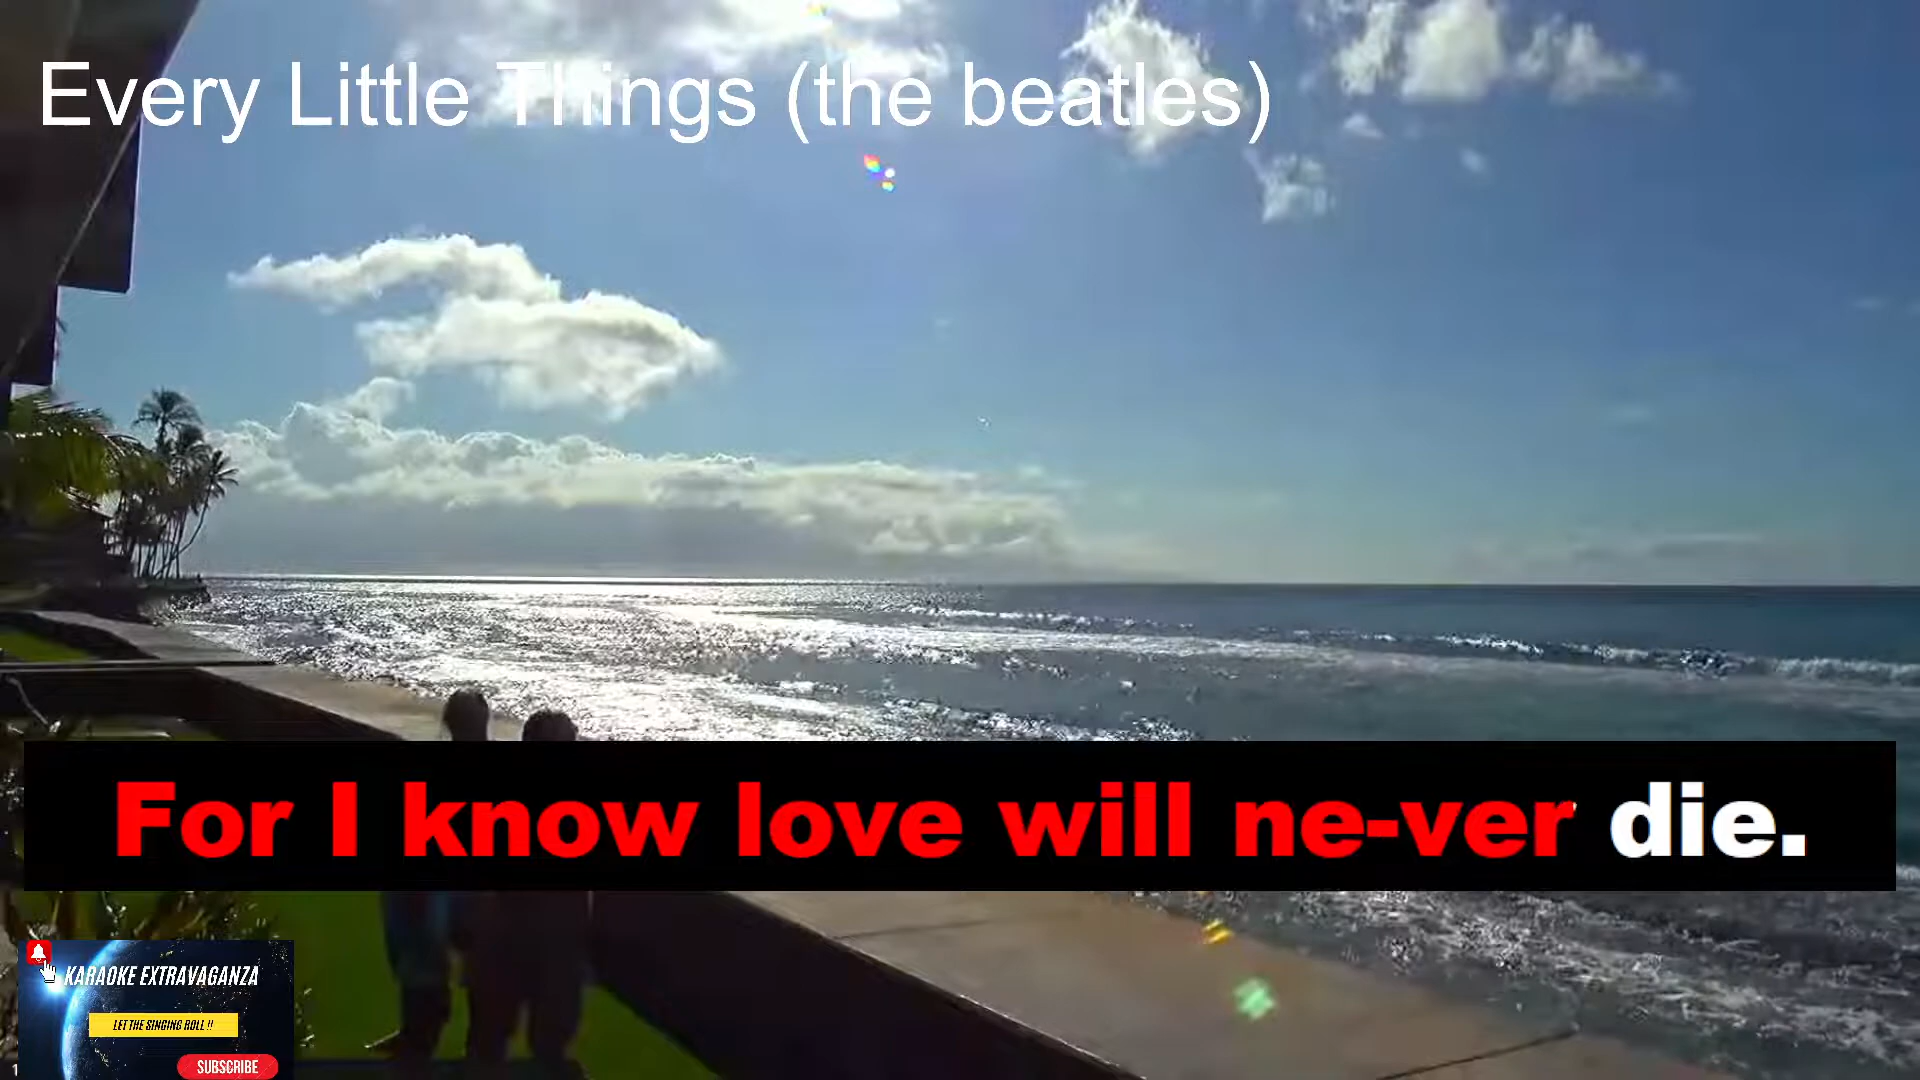 Every Little Things (the beatles)
For I know love will ne-ver die.
KARAOKE EXTRAVAGANZA
LET THE SINGING ROLL !!
SUBSCRIBE